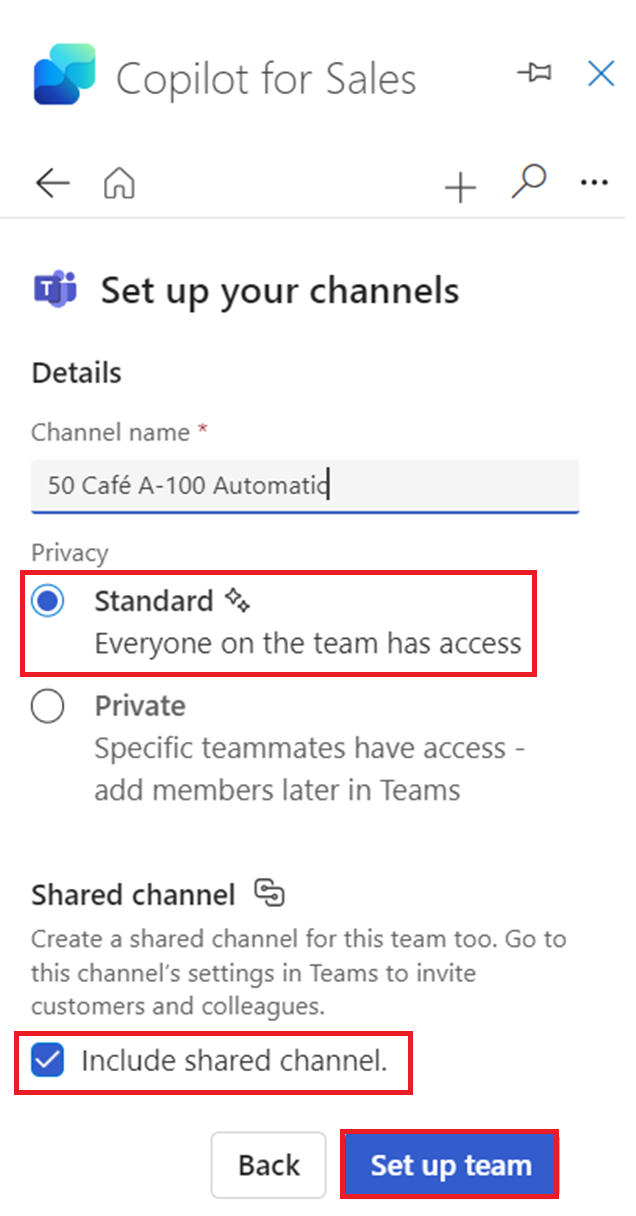 Copilot for Sales
Set up your channels
Details
Channel name *
50 Café A-100 Automatic
Privacy
Standard
Everyone on the team has access
Private
Specific teammates have access -
add members later in Teams
Shared channel
Create a shared channel for this team too. Go to
this channel's settings in Teams to invite
customers and colleagues.
Include shared channel.
Back
Set up team